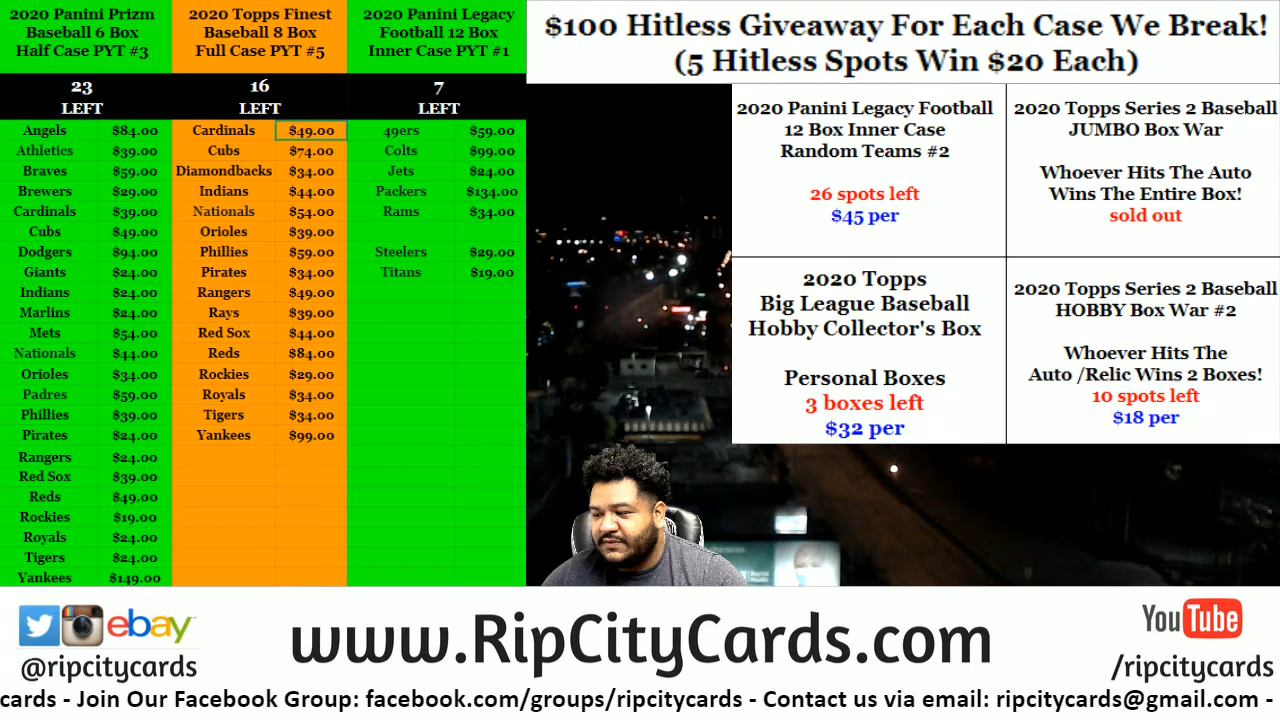 2020 Panini Prizm
Baseball 6 Box
Half Case PYT #3
23
LEFT
Angels $84.00
Athletics $39.00
Braves $59.00
Brewers $29.00
Cardinals $39.00
Cubs $49.00
Dodgers $94.00
Giants $24.00
Indians $24.00
Marlins $24.00
Mets $54.00
Nationals $44.00
Orioles $34.00
Padres $59.00
Phillies $39.00
Pirates $24.00
Rangers $24.00
Red Sox $39.00
Reds $49.00
Rockies $19.00
Royals $24.00
Tigers $24.00
Yankees $149.00
2020 Topps Finest
Baseball 8 Box
Full Case PYT #5
16
LEFT
Cardinals $49.00
Cubs $74.00
Diamondbacks $34.00
Indians $44.00
Nationals $54.00
Orioles $39.00
Phillies $59.00
Pirates $34.00
Rangers $49.00
Rays $39.00
Red Sox $44.00
Reds $84.00
Rockies $29.00
Royals $34.00
Tigers $34.00
Yankees $99.00
2020 Panini Legacy
Football 12 Box
Inner Case PYT #1
7
LEFT
49ers $59.00
Colts $99.00
Jets $24.00
Packers $134.00
Rams $34.00
Steelers $29.00
Titans $19.00
$100 Hitless Giveaway For Each Case We Break!
(5 Hitless Spots Win $20 Each)
2020 Panini Legacy Football
12 Box Inner Case
Random Teams #2
26 spots left
$45 per
2020 Topps Series 2 Baseball
JUMBO Box War
Whoever Hits The Auto
Wins The Entire Box!
sold out
2020 Topps
Big League Baseball
Hobby Collector's Box
Personal Boxes
3 boxes left
$32 per
2020 Topps Series 2 Baseball
HOBBY Box War #2
Whoever Hits The
Auto /Relic Wins 2 Boxes!
10 spots left
$18 per
ebay
@ripcitycards
www.RipCityCards.com
YouTube
/ripcitycards
cards - Join Our Facebook Group: facebook.com/groups/ripcitycards - Contact us via email: ripcitycards@gmail.com -